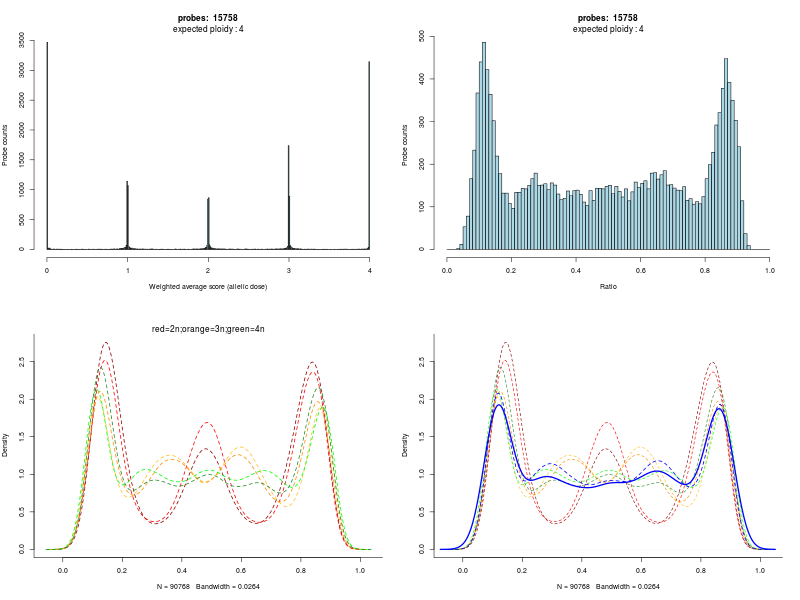 probes: 15758
expected ploidy : 4
Probe counts
3500
3000
2500
2000
1500
1000
500
0
0 1 2 3 4
Weighted average score (allelic dose)
probes: 15758
expected ploidy : 4
Probe counts
500
400
300
200
100
0
0.0 0.2 0.4 0.6 0.8 1.0
Ratio
red=2n;orange=3n;green=4n
Density
2.5
2.0
1.5
1.0
0.5
0.0
0.0 0.2 0.4 0.6 0.8 1.0
N = 90768 Bandwidth = 0.0264
Density
2.5
2.0
1.5
1.0
0.5
0.0
0.0 0.2 0.4 0.6 0.8 1.0
N = 90768 Bandwidth = 0.0264